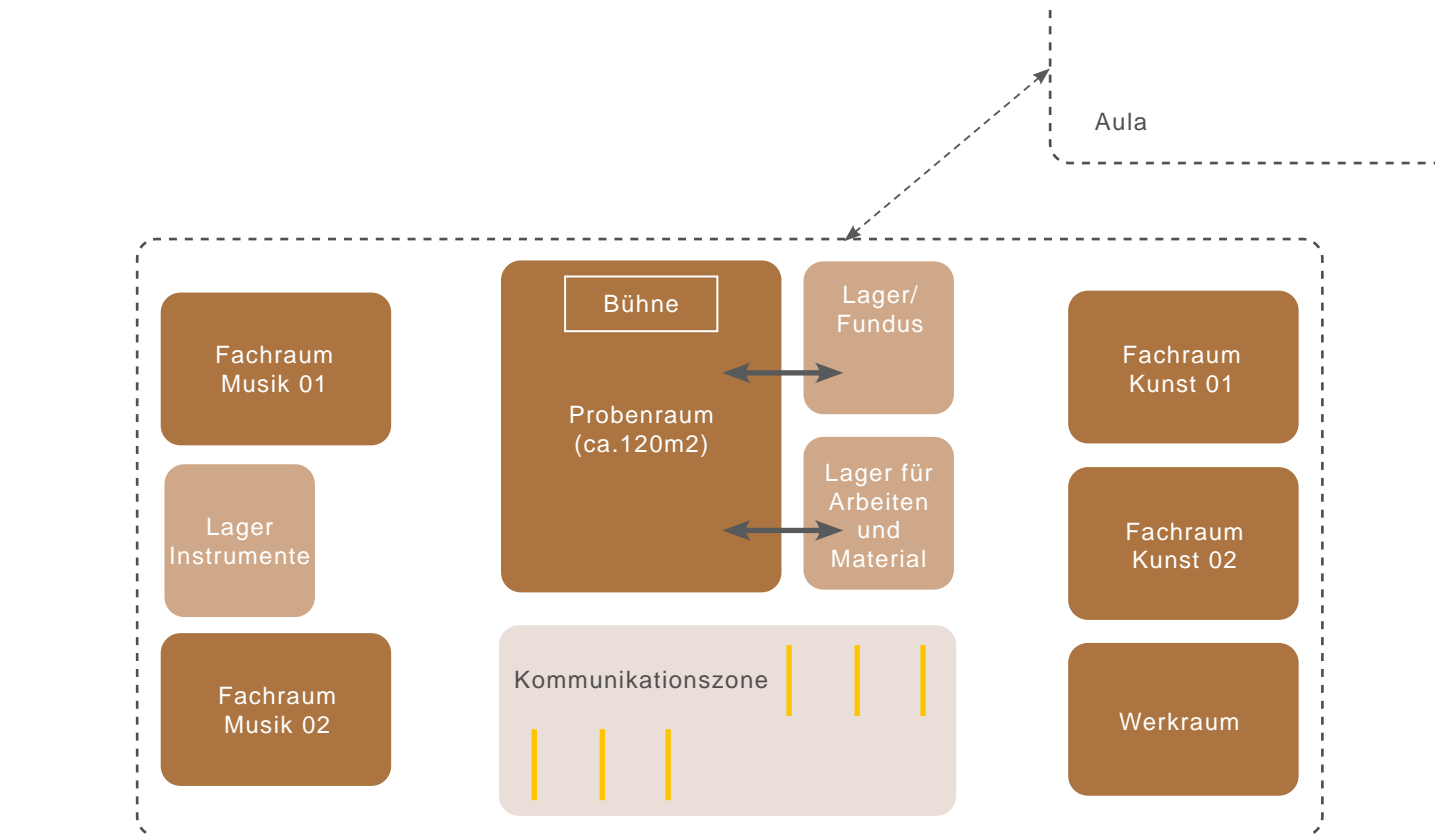 Aula
Bühne
Lager/
Fundus
Fachraum
Musik 01
Fachraum
Kunst 01
Probenraum
(ca.120m2)
Lager für
Arbeiten
und
Material
Lager
Instrumente
Fachraum
Kunst 02
Kommunikationszone
Fachraum
Musik 02
Werkraum